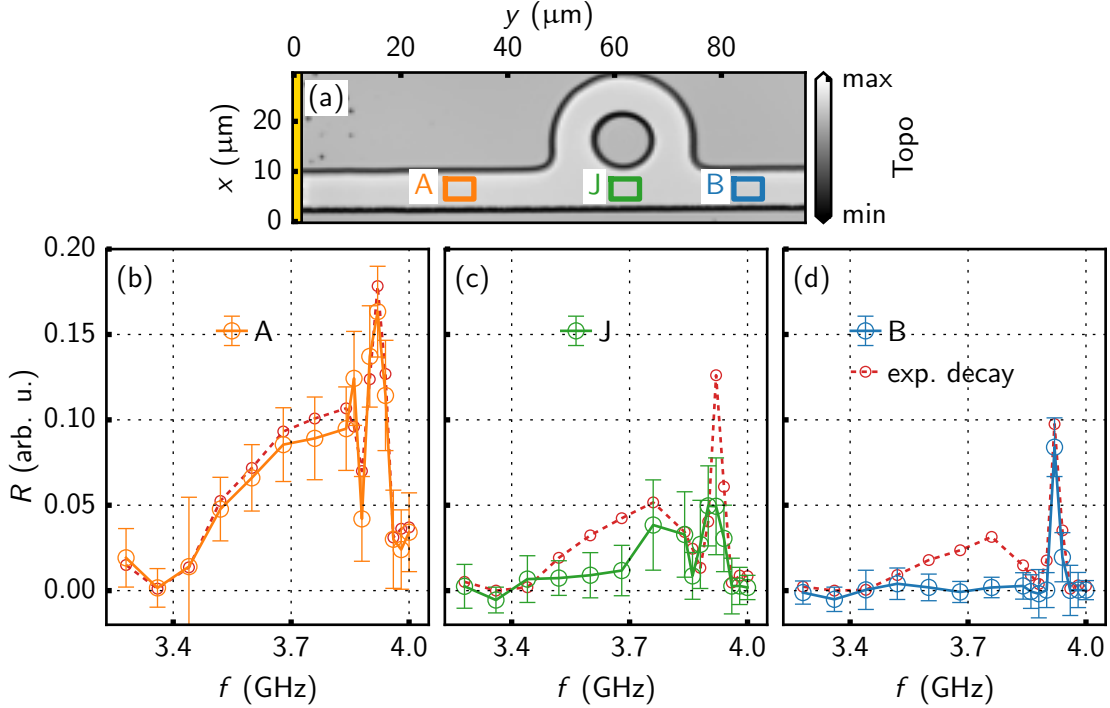 y (μm)
0 20 40 60 80
(a)
x (μm)
20
10
0
A J B
max
Topo
min
R (arb. u.)
0.20
0.15
0.10
0.05
0.00
(b)
A
3.4 3.7 4.0
f (GHz)
(c)
J
3.4 3.7 4.0
f (GHz)
(d)
B
exp. decay
3.4 3.7 4.0
f (GHz)